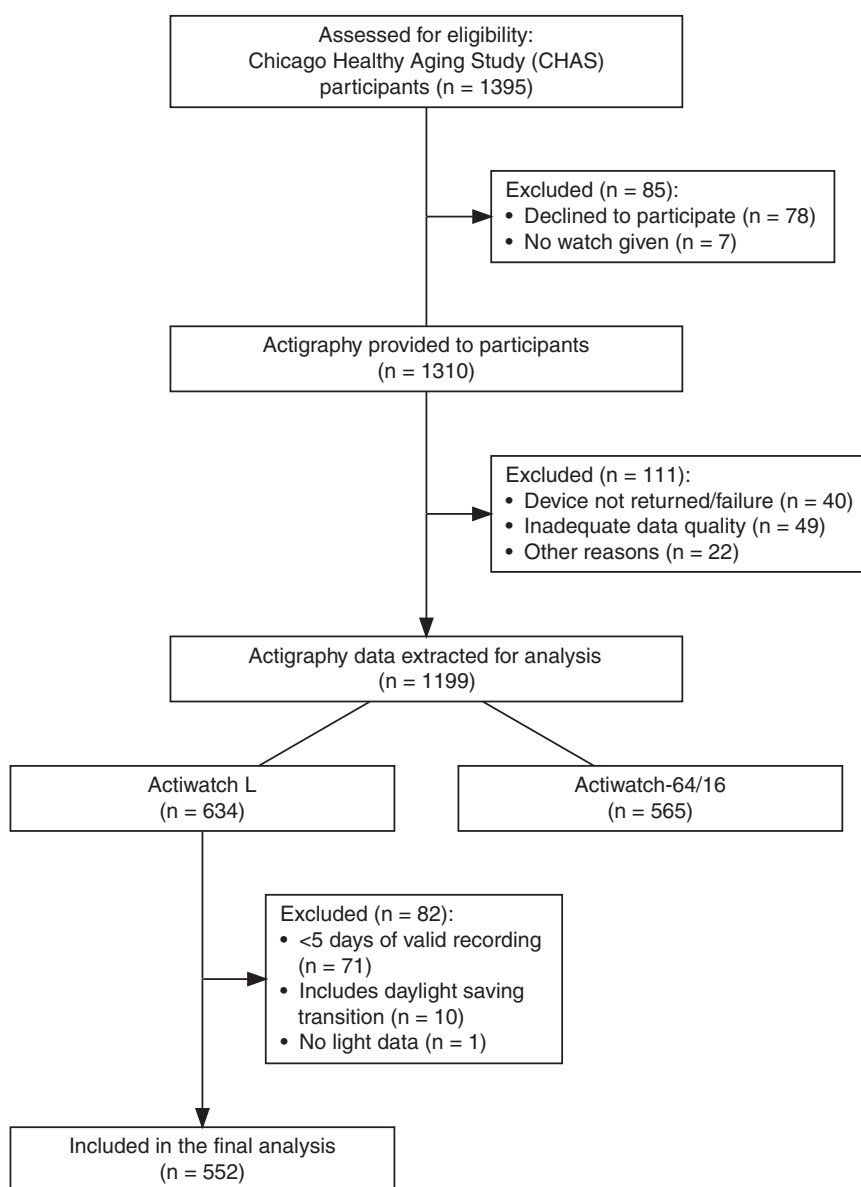 Assessed for eligibility:
Chicago Healthy Aging Study (CHAS)
participants (n = 1395)
Excluded (n = 85):
• Declined to participate (n = 78)
• No watch given (n = 7)
Actigraphy provided to participants
(n = 1310)
Excluded (n = 111):
• Device not returned/failure (n = 40)
• Inadequate data quality (n = 49)
• Other reasons (n = 22)
Actigraphy data extracted for analysis
(n = 1199)
Actiwatch L
(n = 634)
Actiwatch-64/16
(n = 565)
Excluded (n = 82):
• <5 days of valid recording
(n = 71)
• Includes daylight saving
transition (n = 10)
• No light data (n = 1)
Included in the final analysis
(n = 552)